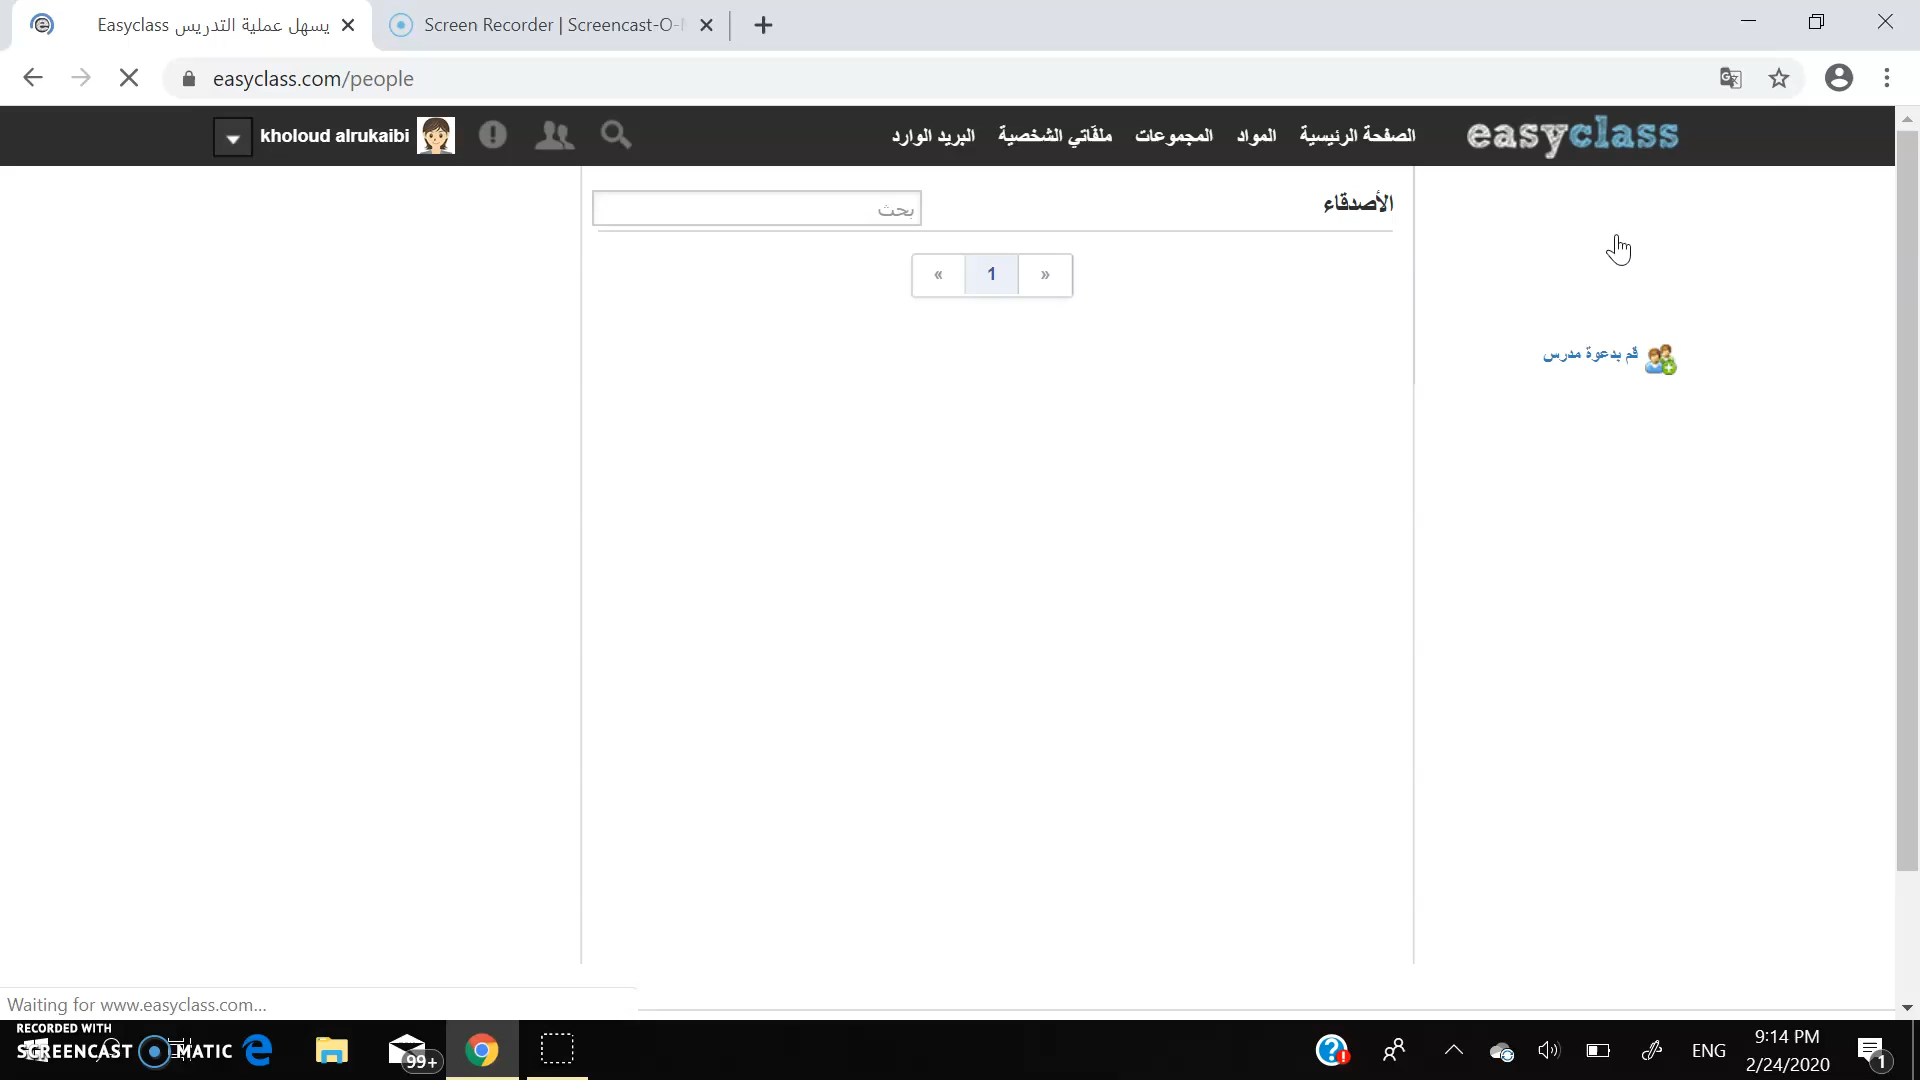 Easyclass يسهل عملية التدريس
Screen Recorder | Screencast-O-
easyclass.com/people
easyclass
الصفحة الرئيسية
المواد
المجموعات
ملفّاتي الشخصية
البريد الوارد
kholoud alrukaibi
الأصدقاء
بحث
« 1 »
قم بدعوة مدرس
Waiting for www.easyclass.com...
RECORDED WITH
SCREENCAST MATIC
99+
ENG
9:14 PM
2/24/2020
1